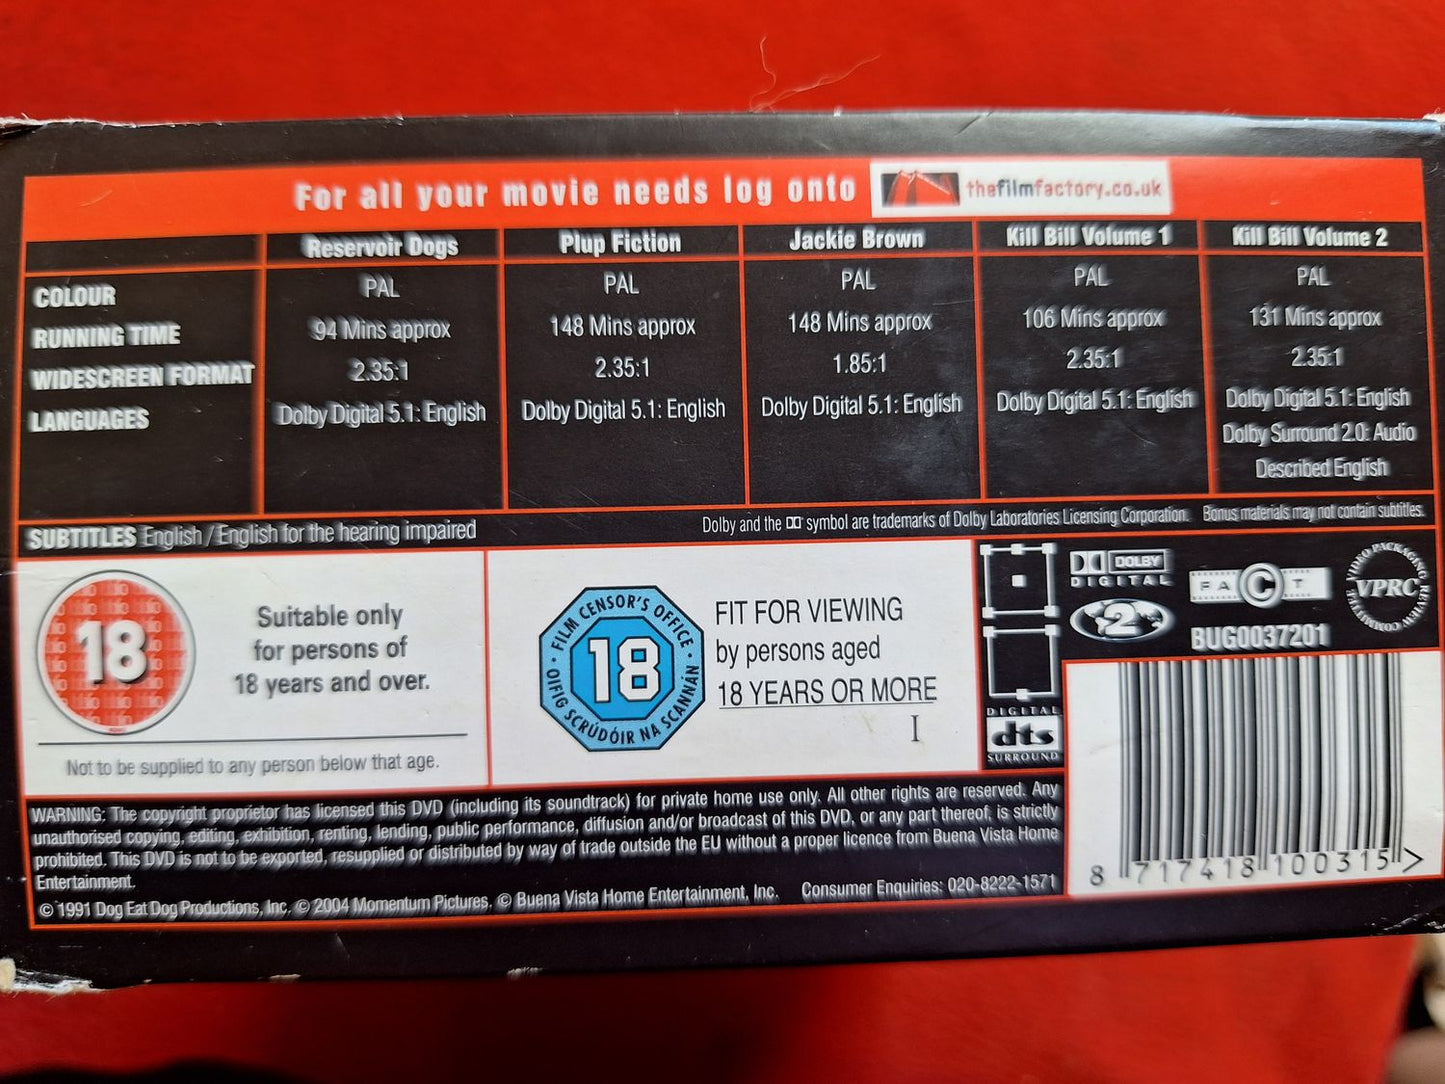 For all your movie needs log onto thefilmfactory.co.uk
Reservoir Dogs Plup Fiction Jackie Brown Kill Bill Volume 1 Kill Bill Volume 2
COLOUR PAL PAL PAL PAL PAL
RUNNING TIME 94 Mins approx 148 Mins approx 148 Mins approx 106 Mins approx 131 Mins approx
WIDESCREEN FORMAT 2.35:1 2.35:1 1.85:1 2.35:1 2.35:1
LANGUAGES Dolby Digital 5.1: English Dolby Digital 5.1: English Dolby Digital 5.1: English Dolby Digital 5.1: English Dolby Digital 5.1: English
Dolby Surround 2.0: Audio
Described English
SUBTITLES English / English for the hearing impaired
Dolby and the symbol are trademarks of Dolby Laboratories Licensing Corporation. Bonus materials may not contain subtitles.
18
Suitable only
for persons of
18 years and over.
Not to be supplied to any person below that age.
FILM CENSOR'S OFFICE
18
OIFIG SCRÚDÓIR NA SCANNÁN
FIT FOR VIEWING
by persons aged
18 YEARS OR MORE
I
DOLBY
DIGITAL
2
DIGITAL
dts
SURROUND
FACT
VIDEO PACKAGING
VPRC
REVIEW COMMITTEE
BUG0037201
8 717418 100315 >
WARNING: The copyright proprietor has licensed this DVD (including its soundtrack) for private home use only. All other rights are reserved. Any
unauthorised copying, editing, exhibition, renting, lending, public performance, diffusion and/or broadcast of this DVD, or any part thereof, is strictly
prohibited. This DVD is not to be exported, resupplied or distributed by way of trade outside the EU without a proper licence from Buena Vista Home
Entertainment.
© 1991 Dog Eat Dog Productions, Inc. © 2004 Momentum Pictures. © Buena Vista Home Entertainment, Inc. Consumer Enquiries: 020-8222-1571